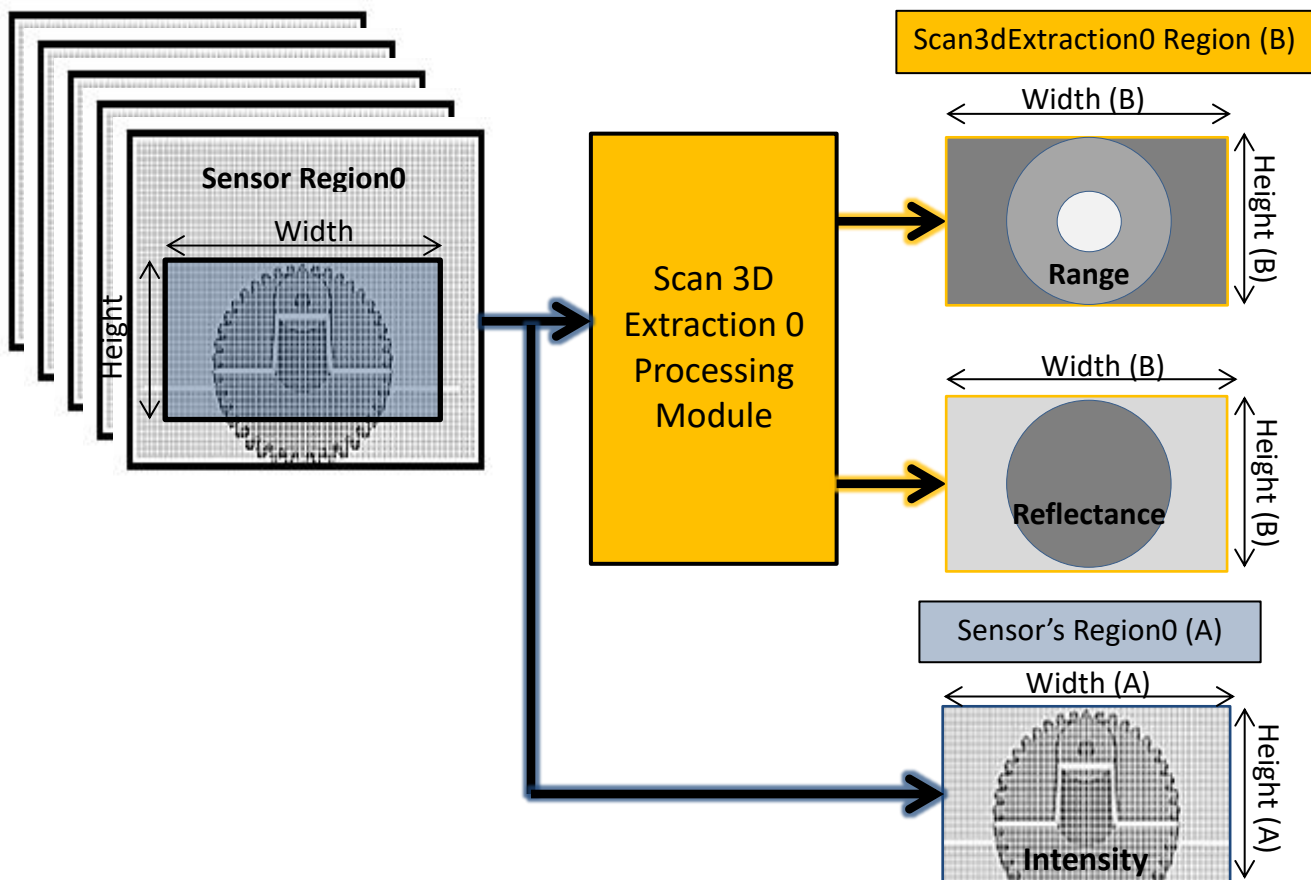 Scan3dExtraction0 Region (B)
Width (B)
Height (B)
Range
Sensor Region0
Width
Height
Scan 3D
Extraction 0
Processing
Module
Width (B)
Height (B)
Reflectance
Sensor's Region0 (A)
Width (A)
Height (A)
Intensity